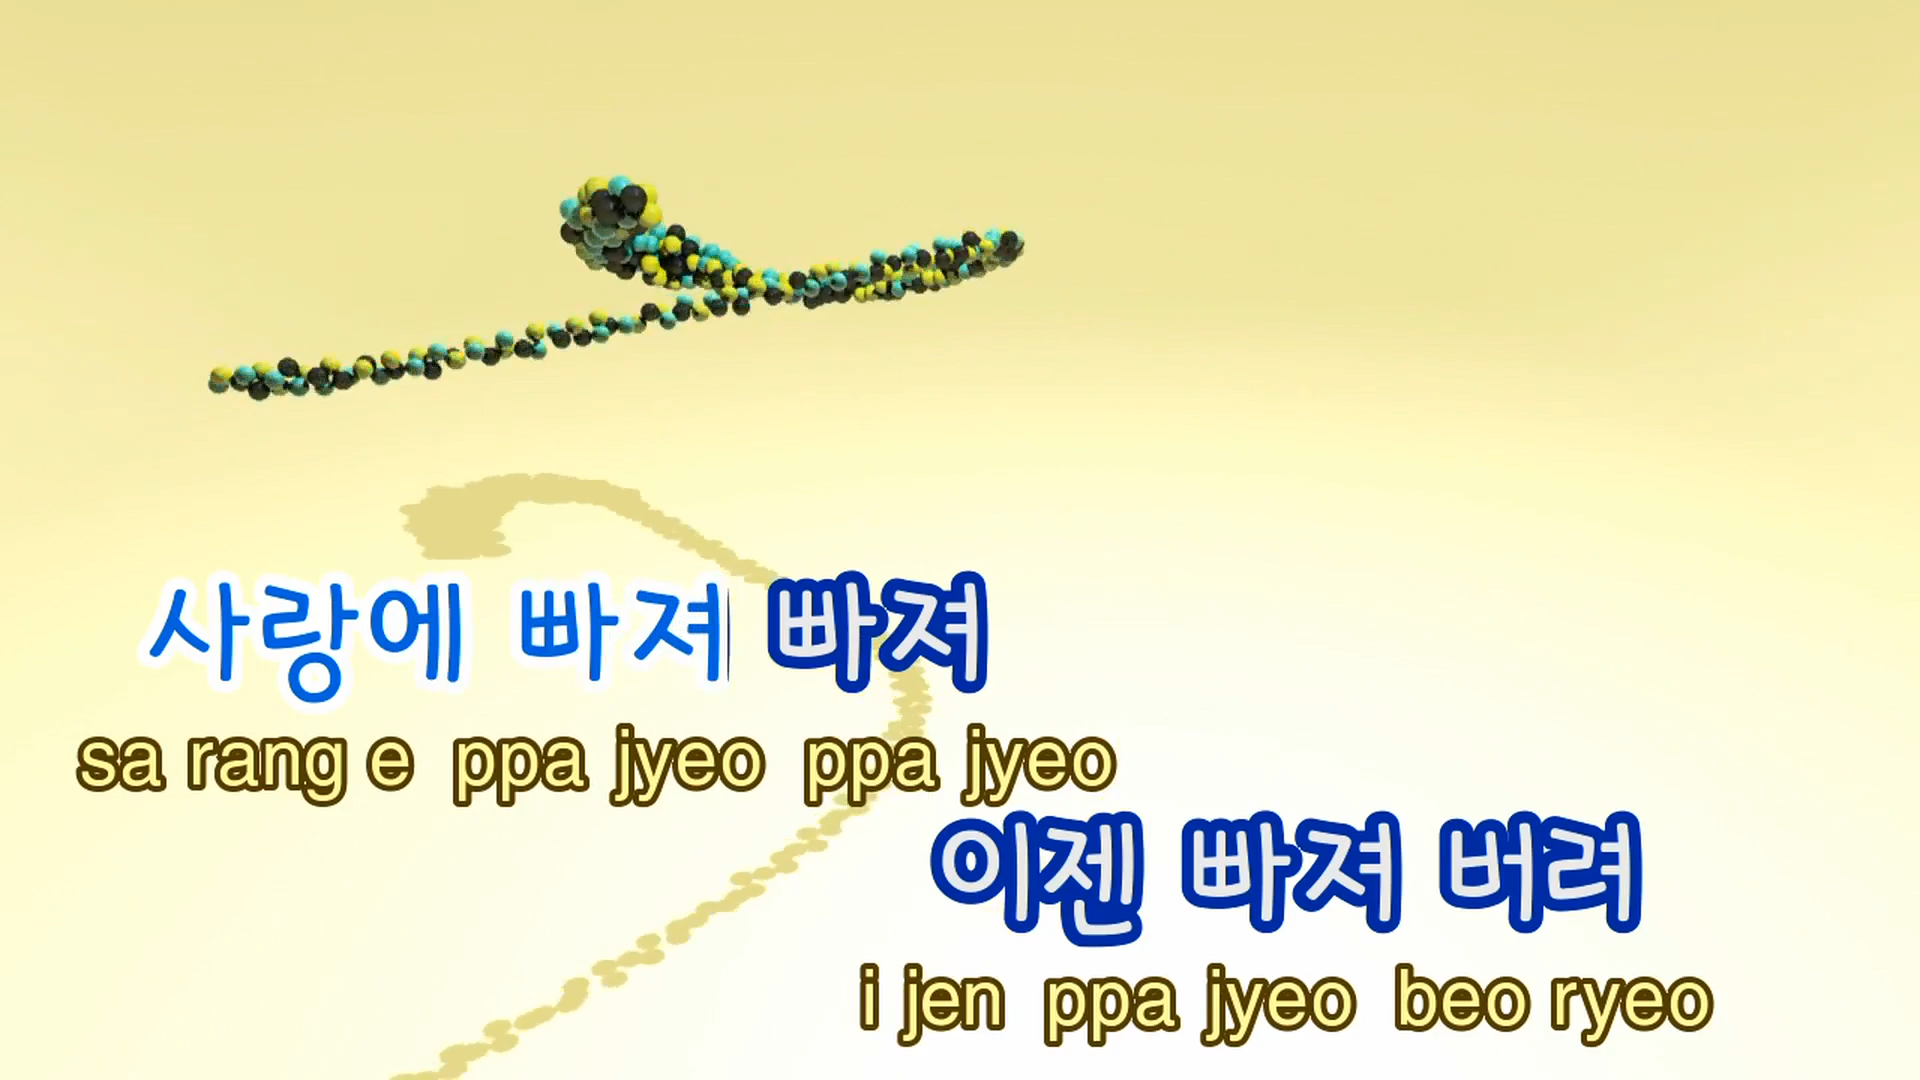 사랑에 빠져 빠져
sa rang e ppa jyeo ppa jyeo
이젠 빠져 버려
i jen ppa jyeo beo ryeo